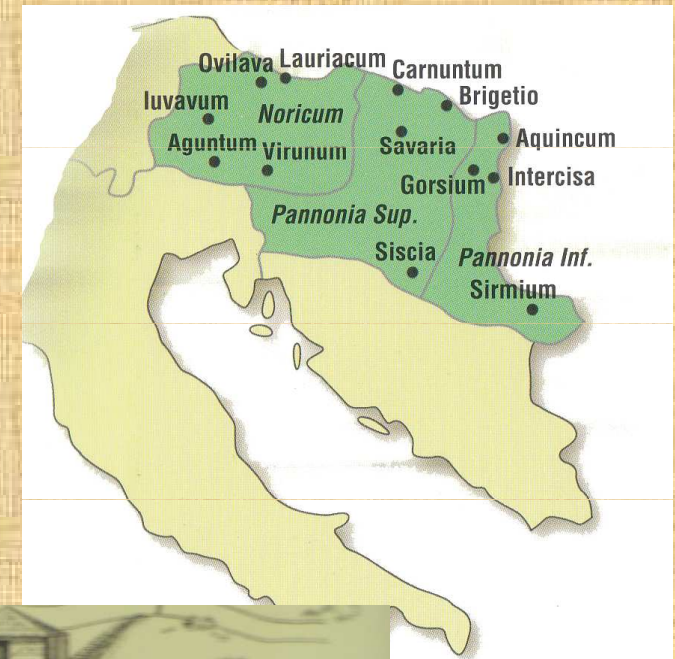 Ovilava
Lauriacum
Carnuntum
Brigetio
Iuvavum
Noricum
Aquincum
Aguntum
Virunum
Savaria
Gorsium
Intercisa
Pannonia Sup.
Siscia
Pannonia Inf.
Sirmium